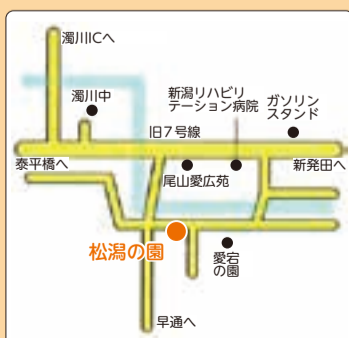 濁川ICへ
濁川中
新潟リハビリ
テーション病院
ガソリン
スタンド
旧7号線
泰平橋へ
尾山愛広苑
新発田へ
松潟の園
愛宕
の園
早通へ